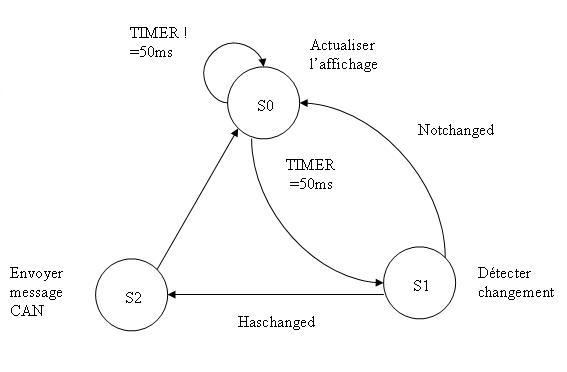 TIMER !
=50ms
Actualiser
l'affichage
S0
Notchanged
TIMER
=50ms
Envoyer
message
CAN
S2
S1
Détecter
changement
Haschanged